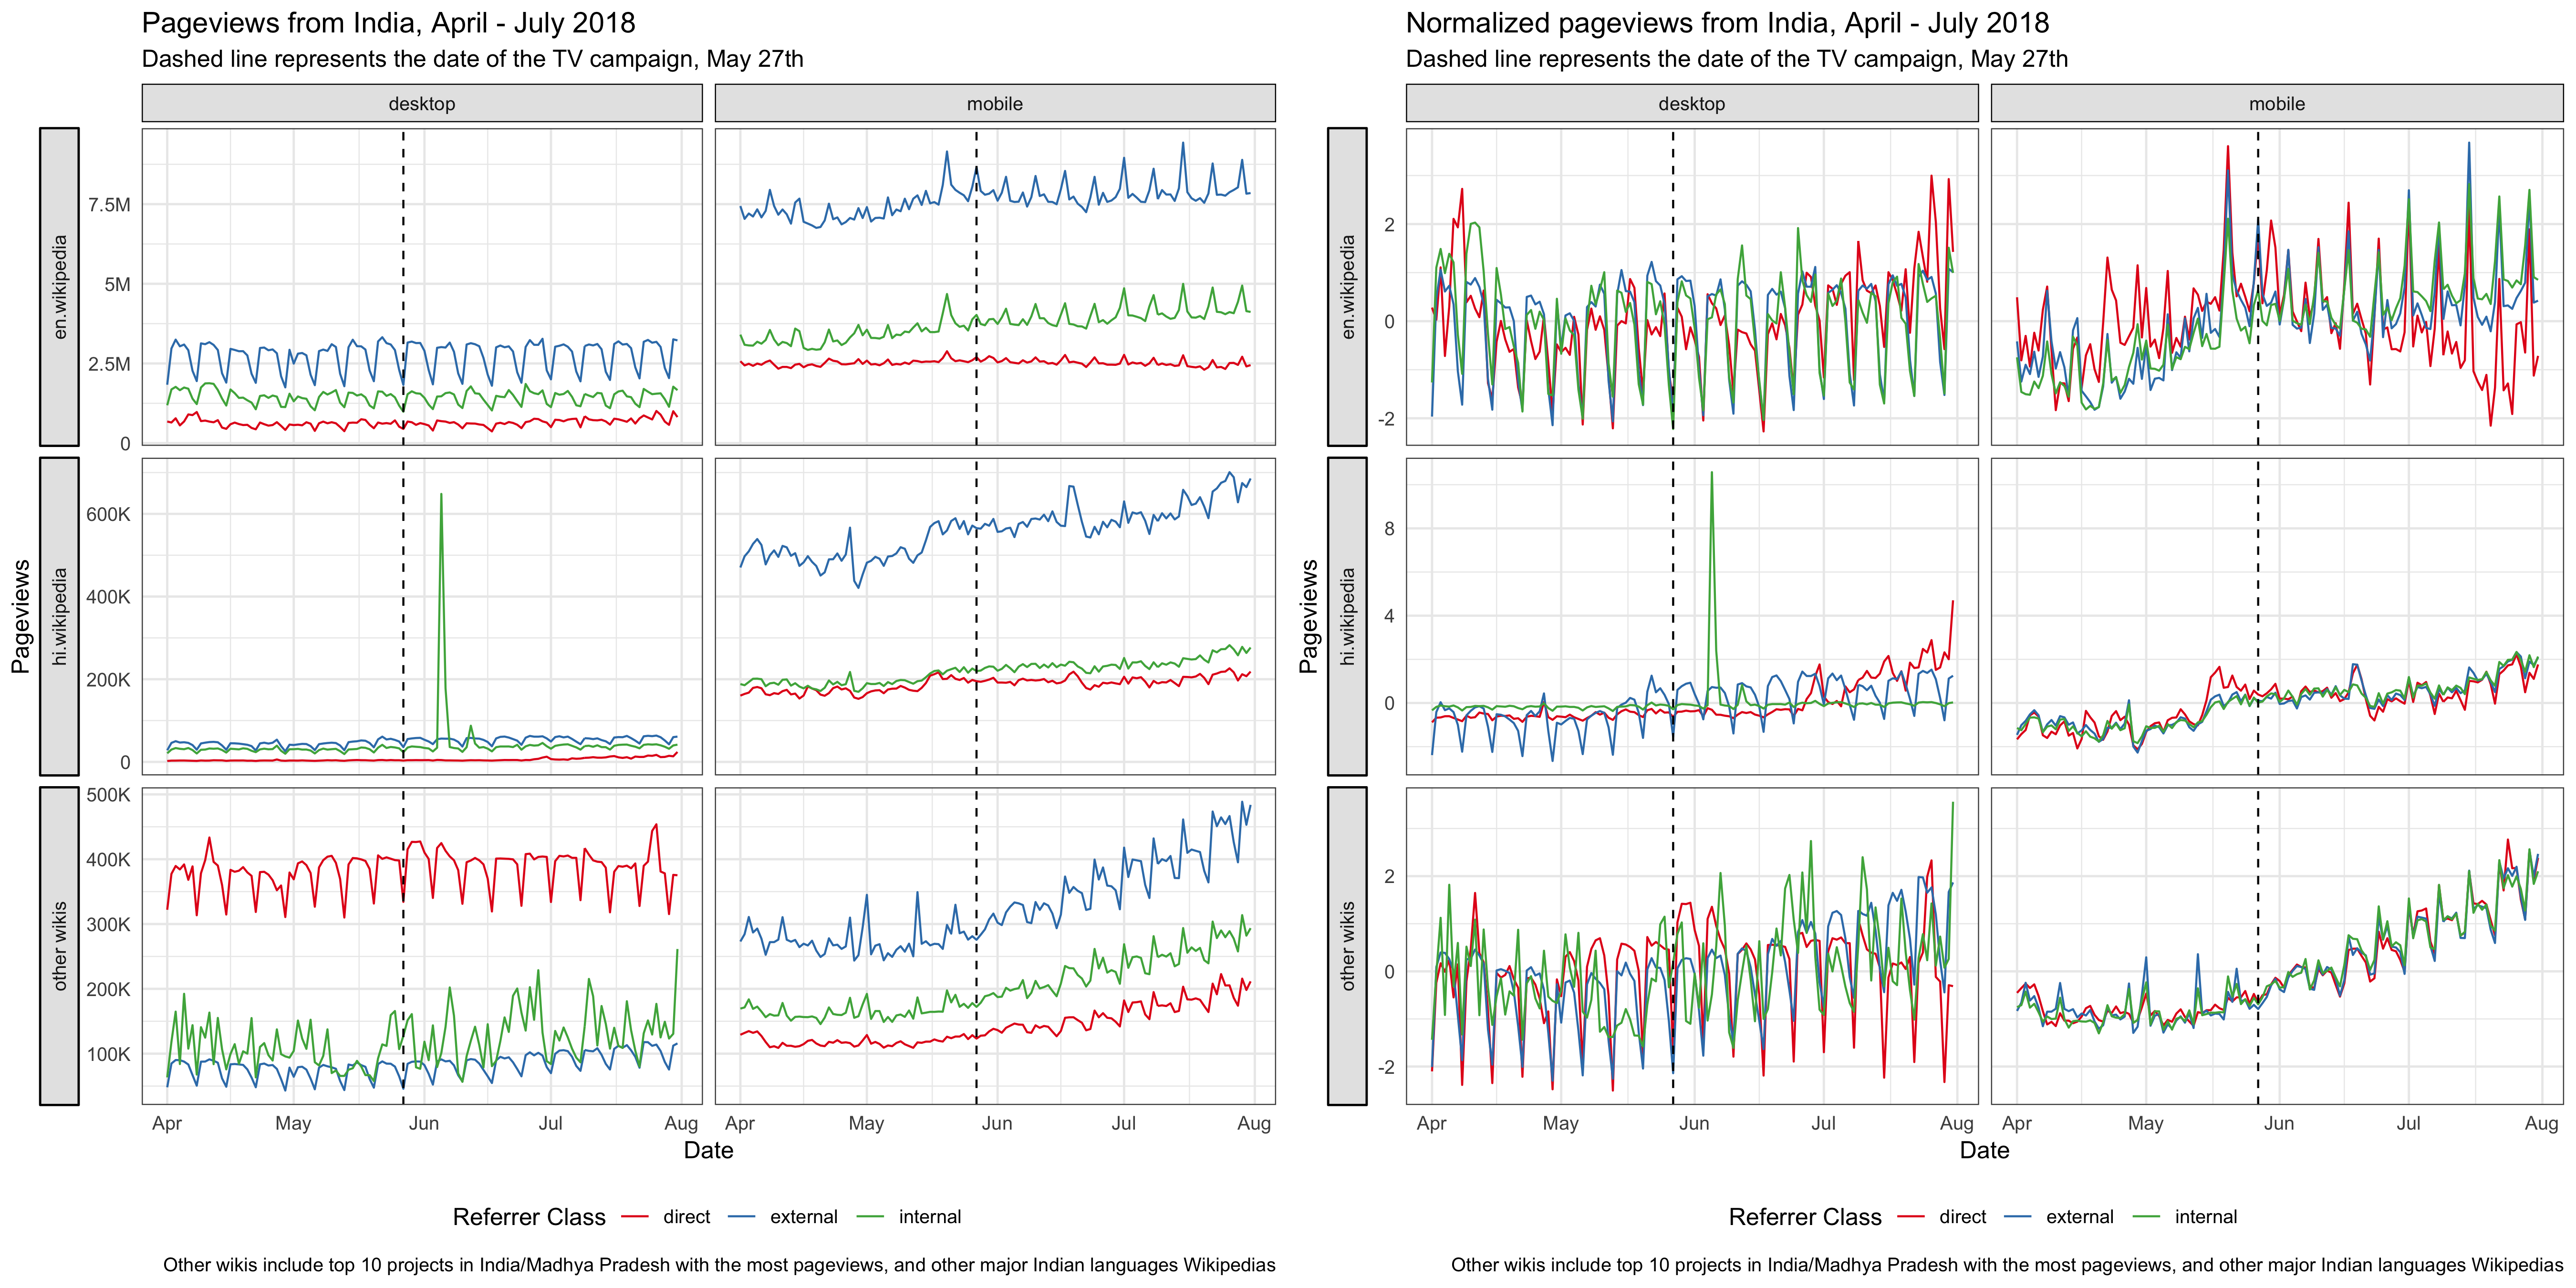 Pageviews from India, April - July 2018
Dashed line represents the date of the TV campaign, May 27th
desktop
mobile
en.wikipedia
7.5M
5M
2.5M
0
Pageviews
hi.wikipedia
600K
400K
200K
0
other wikis
500K
400K
300K
200K
100K
Apr May Jun Jul Aug
Apr May Jun Jul Aug
Date
Referrer Class direct external internal
Other wikis include top 10 projects in India/Madhya Pradesh with the most pageviews, and other major Indian languages Wikipedias
Normalized pageviews from India, April - July 2018
Dashed line represents the date of the TV campaign, May 27th
desktop
mobile
en.wikipedia
2
0
-2
Pageviews
hi.wikipedia
8
4
0
other wikis
2
0
-2
Apr May Jun Jul Aug
Apr May Jun Jul Aug
Date
Referrer Class direct external internal
Other wikis include top 10 projects in India/Madhya Pradesh with the most pageviews, and other major Indian languages Wikipedias